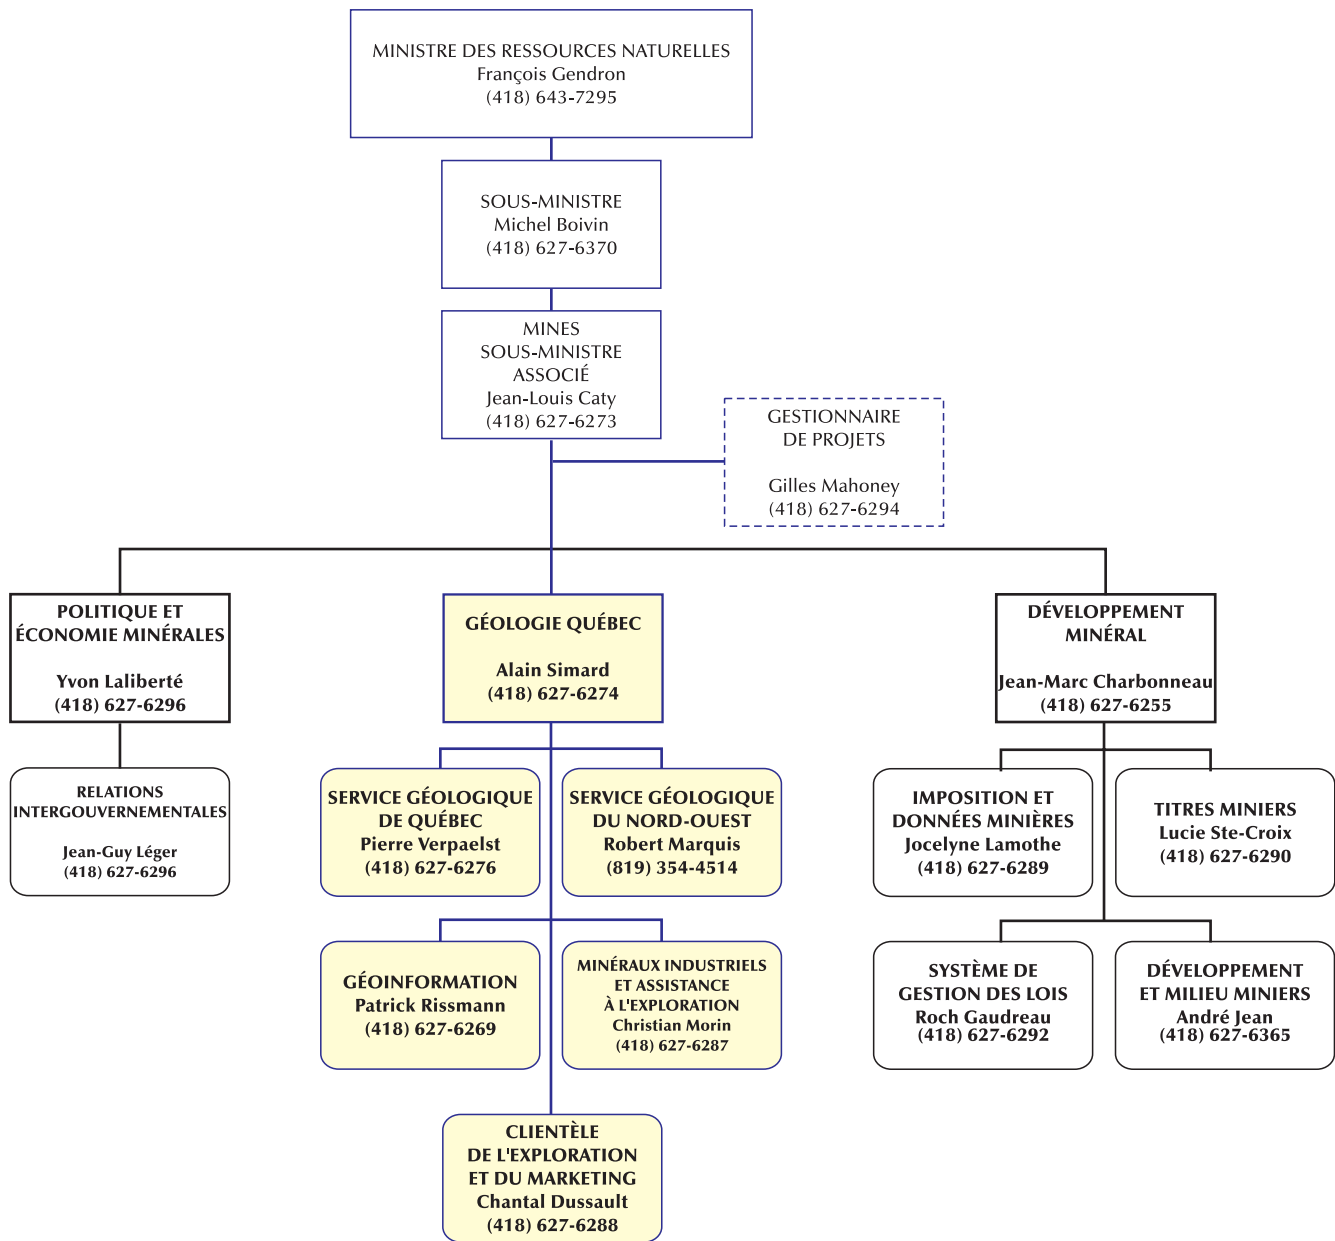 MINISTRE DES RESSOURCES NATURELLES
François Gendron
(418) 643-7295
SOUS-MINISTRE
Michel Boivin
(418) 627-6370
MINES
SOUS-MINISTRE
ASSOCIÉ
Jean-Louis Caty
(418) 627-6273
GESTIONNAIRE
DE PROJETS
Gilles Mahoney
(418) 627-6294
POLITIQUE ET
ÉCONOMIE MINÉRALES
Yvon Laliberté
(418) 627-6296
GÉOLOGIE QUÉBEC
Alain Simard
(418) 627-6274
DÉVELOPPEMENT
MINÉRAL
Jean-Marc Charbonneau
(418) 627-6255
RELATIONS
INTERGOUVERNEMENTALES
Jean-Guy Léger
(418) 627-6296
SERVICE GÉOLOGIQUE
DE QUÉBEC
Pierre Verpaelst
(418) 627-6276
SERVICE GÉOLOGIQUE
DU NORD-OUEST
Robert Marquis
(819) 354-4514
IMPOSITION ET
DONNÉES MINIÈRES
Jocelyne Lamothe
(418) 627-6289
TITRES MINIERS
Lucie Ste-Croix
(418) 627-6290
GÉOINFORMATION
Patrick Rissmann
(418) 627-6269
MINÉRAUX INDUSTRIELS
ET ASSISTANCE
À L'EXPLORATION
Christian Morin
(418) 627-6287
SYSTÈME DE
GESTION DES LOIS
Roch Gaudreau
(418) 627-6292
DÉVELOPPEMENT
ET MILIEU MINIERS
André Jean
(418) 627-6365
CLIENTÈLE
DE L'EXPLORATION
ET DU MARKETING
Chantal Dussault
(418) 627-6288